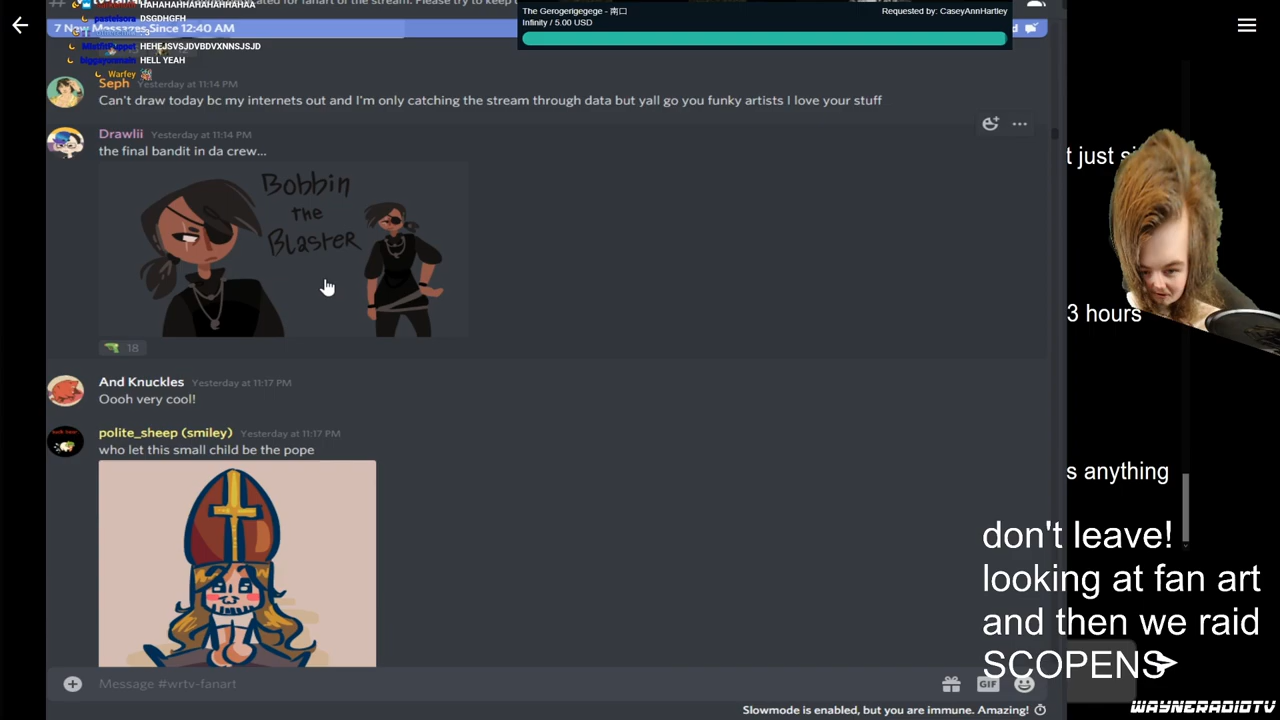 HAHAHAHAHAHAHHAHA
pastelsora DSGDHGFH
7 New Messages Since 12:40 AM
MistfitPuppet HEHEJSVSJDVBDVXNNSJSJD
HELL YEAH
Warfey
The Gerogerigegege - 南口
Requested by: CaseyAnnHartley
Infinity / 5.00 USD
Seph Yesterday at 11:14 PM
Can't draw today bc my internets out and I'm only catching the stream through data but yall go you funky artists I love your stuff
Drawlii Yesterday at 11:14 PM
the final bandit in da crew...
Bobbin
the
Blaster
18
And Knuckles Yesterday at 11:17 PM
Oooh very cool!
polite_sheep (smiley) Yesterday at 11:17 PM
who let this small child be the pope
Message #wrtv-fanart
GIF
Slowmode is enabled, but you are immune. Amazing!
t just
3 hours
s anything
don't leave!
looking at fan art
and then we raid
SCOPENS
WAYNERADIOTV